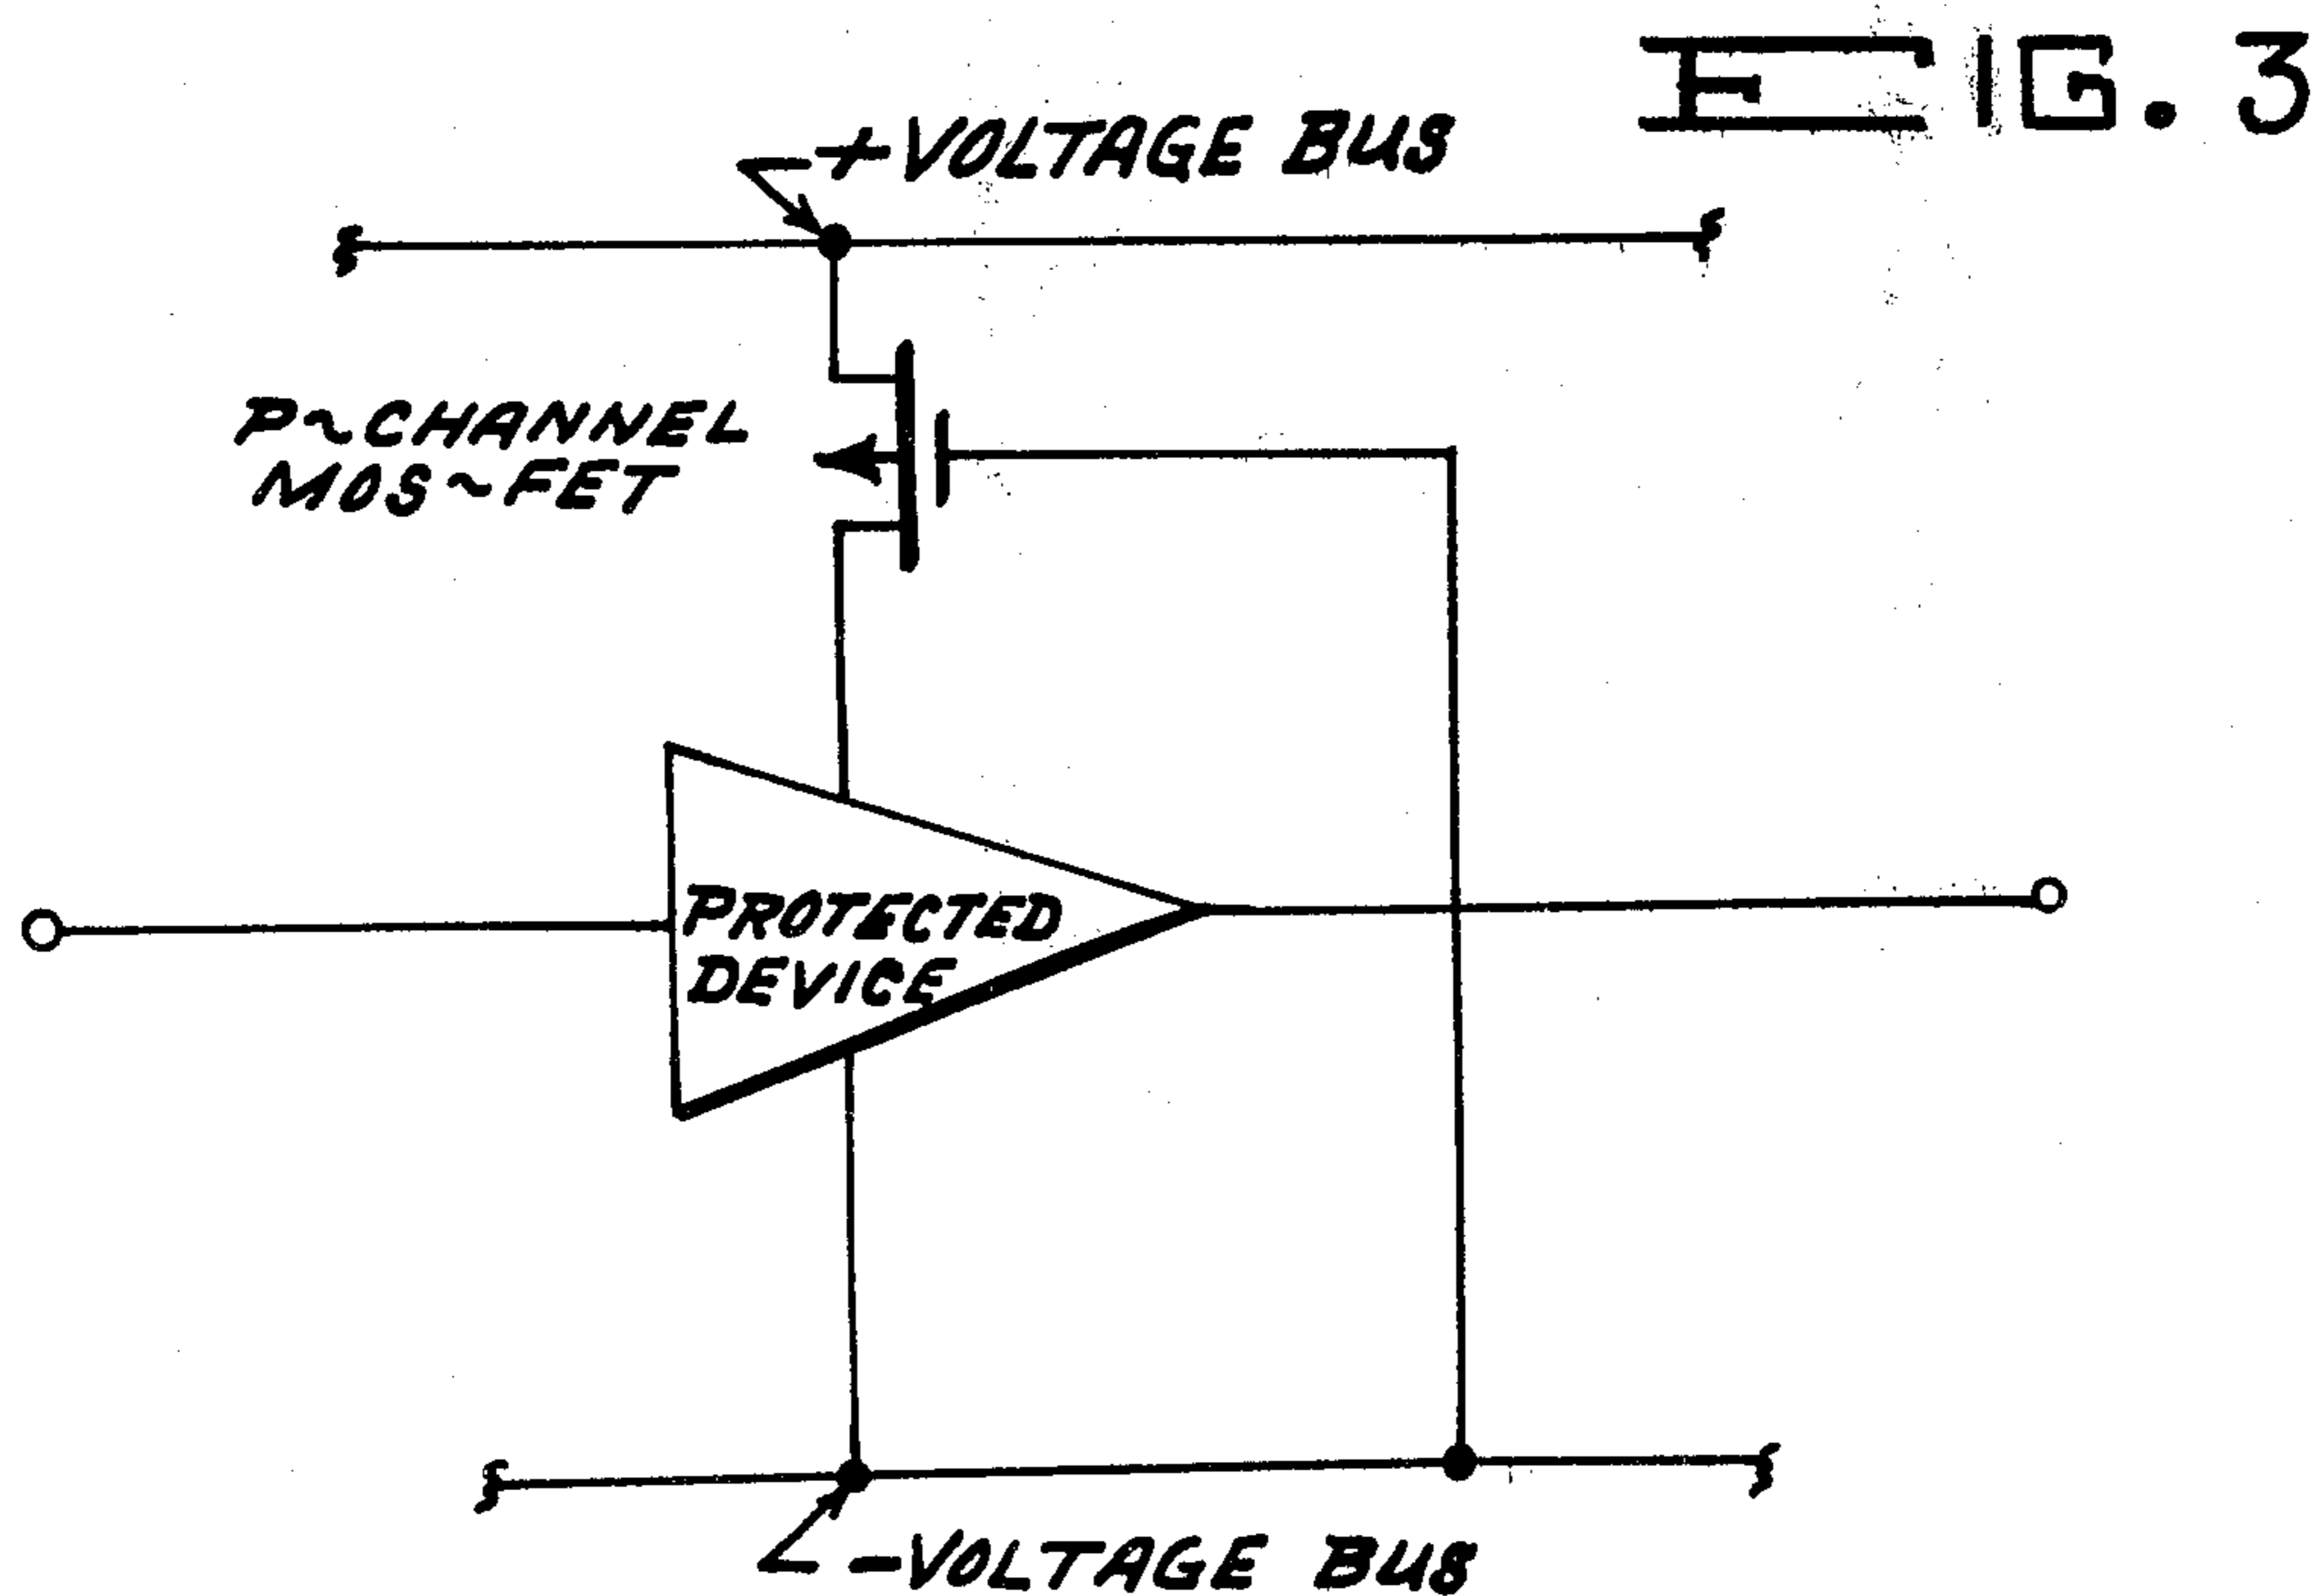 FIG. 3
+VOLTAGE BUS
P~CHANNEL
MOS~FET
PROTECTED
DEVICE
-VOLTAGE BUS